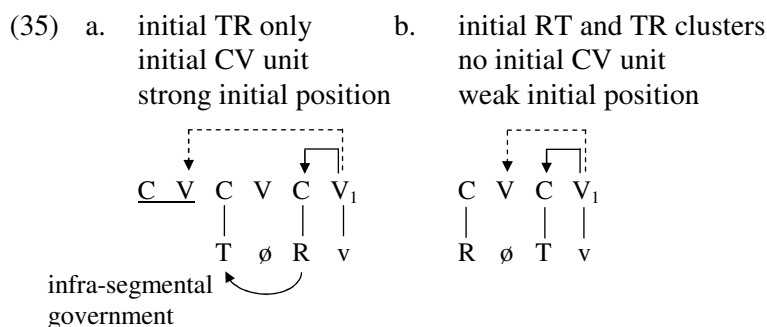 (35) a. initial TR only b. initial RT and TR clusters
initial CV unit no initial CV unit
strong initial position weak initial position
C V C V C V₁ C V C V₁
T ø R v R ø T v
infra-segmental
government